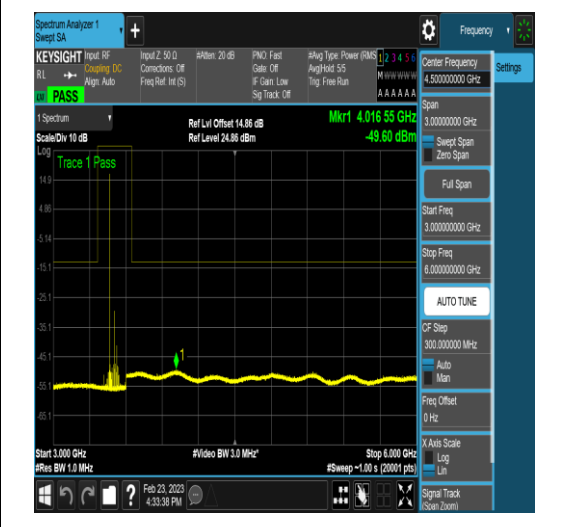 Spectrum Analyzer 1
Swept SA
Frequency
KEYSIGHT
RL
PASS
Input: RF
Coupling: DC
Align: Auto
Input Z: 50 Ω
Corrections: Off
Freq Ref: Int (S)
#Atten: 20 dB
PNO: Fast
Gate: Off
IF Gain: Low
Sig Track: Off
#Avg Type: Power (RMS
Avg|Hold: 5/5
Trig: Free Run
1 2 3 4 5 6
M W W W W W
A A A A A A
1 Spectrum
Scale/Div 10 dB
Log
Ref Lvl Offset 14.86 dB
Ref Level 24.86 dBm
Mkr1 4.016 55 GHz
-49.60 dBm
Trace 1 Pass
14.9
4.86
-5.14
-15.1
-25.1
-35.1
-45.1
-55.1
-65.1
1
Start 3.000 GHz
#Res BW 1.0 MHz
#Video BW 3.0 MHz*
Stop 6.000 GHz
#Sweep ~1.00 s (20001 pts)
Feb 23, 2023
4:33:38 PM
Center Frequency
4.500000000 GHz
Settings
Span
3.00000000 GHz
Swept Span
Zero Span
Full Span
Start Freq
3.000000000 GHz
Stop Freq
6.000000000 GHz
AUTO TUNE
CF Step
300.000000 MHz
Auto
Man
Freq Offset
0 Hz
X Axis Scale
Log
Lin
Signal Track
(Span Zoom)